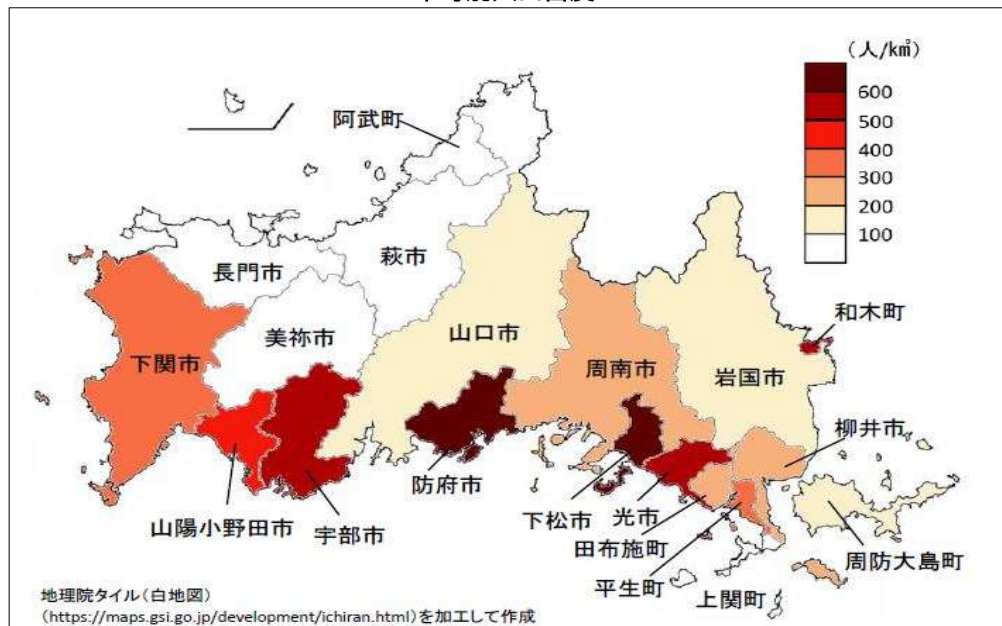 (人/k㎡)
600
500
400
300
200
100
阿武町
萩市
長門市
美祢市
山口市
下関市
周南市
岩国市
和木町
柳井市
防府市
山陽小野田市
宇部市
下松市
光市
田布施町
平生町
上関町
周防大島町
地理院タイル(白地図)
(https://maps.gsi.go.jp/development/ichiran.html)を加工して作成